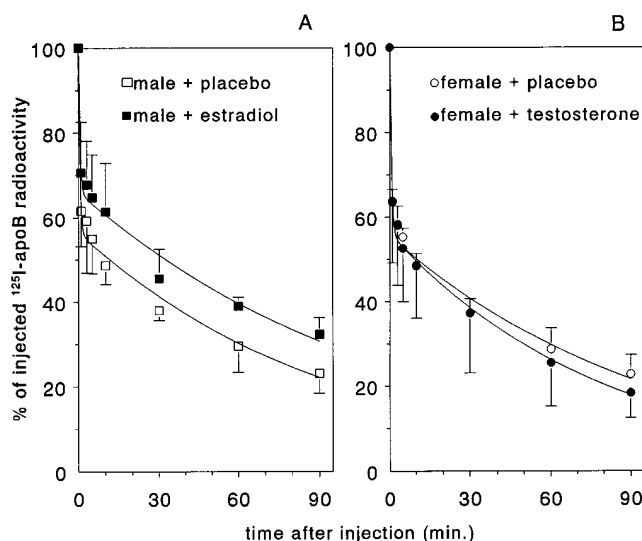 A
B
% of injected ¹²⁵I-apoB radioactivity
100
80
60
40
20
0
male + placebo
male + estradiol
0 30 60 90
100
80
60
40
20
0
female + placebo
female + testosterone
0 30 60 90
time after injection (min.)